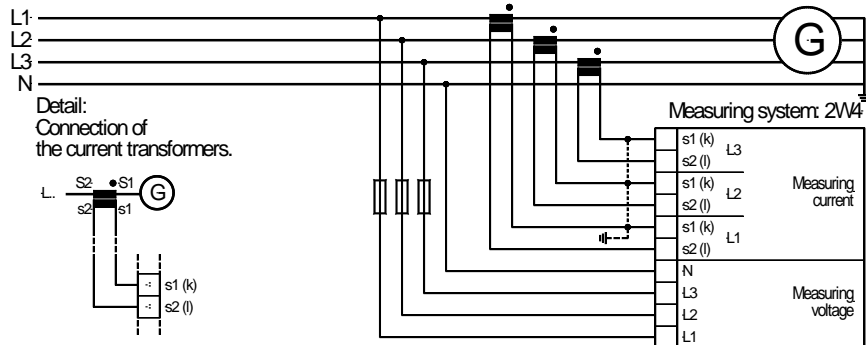 L1
L2
L3
N
G
Detail:
Connection of
the current transformers.
L..
S2
S1
G
s2
s1
s1 (k)
s2 (l)
Measuring system: 2W4
s1 (k)
s2 (l)
L3
s1 (k)
s2 (l)
L2
s1 (k)
s2 (l)
L1
Measuring
current
N
L3
L2
L1
Measuring
voltage